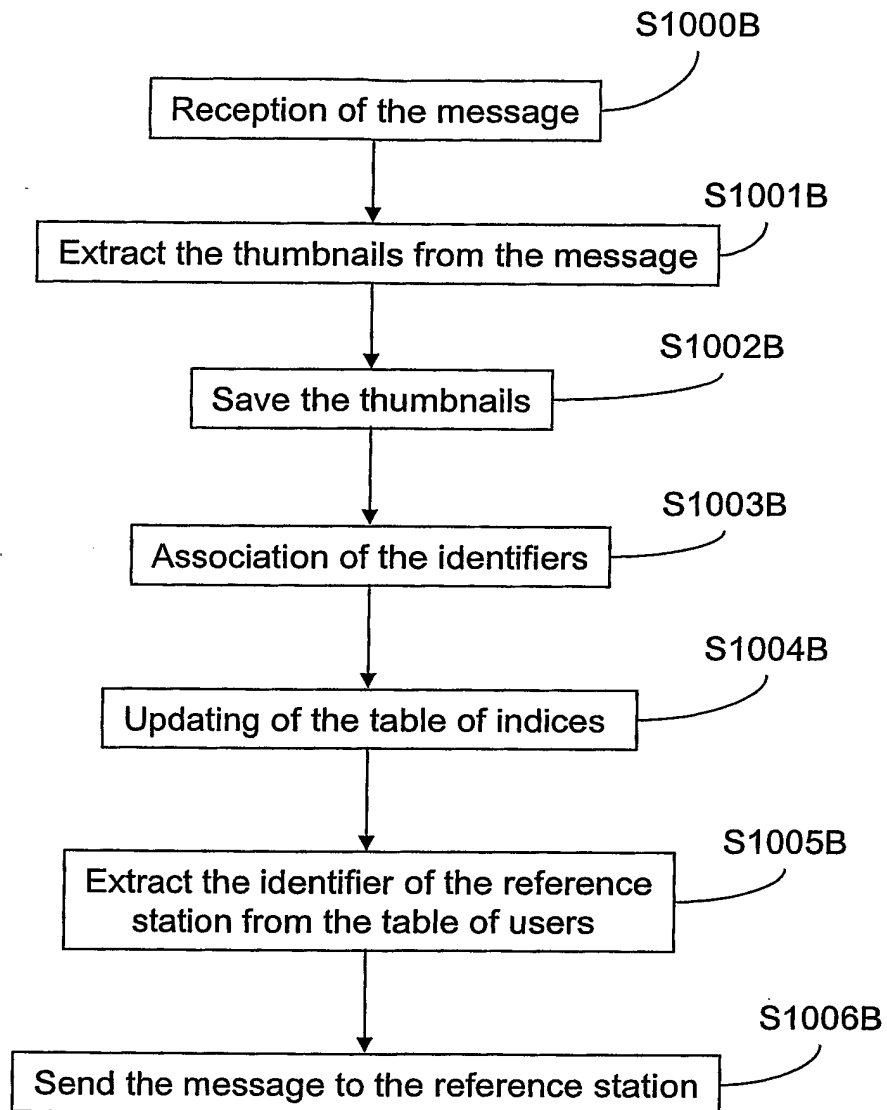 S1000B
Reception of the message
S1001B
Extract the thumbnails from the message
S1002B
Save the thumbnails
S1003B
Association of the identifiers
S1004B
Updating of the table of indices
S1005B
Extract the identifier of the reference
station from the table of users
S1006B
Send the message to the reference station